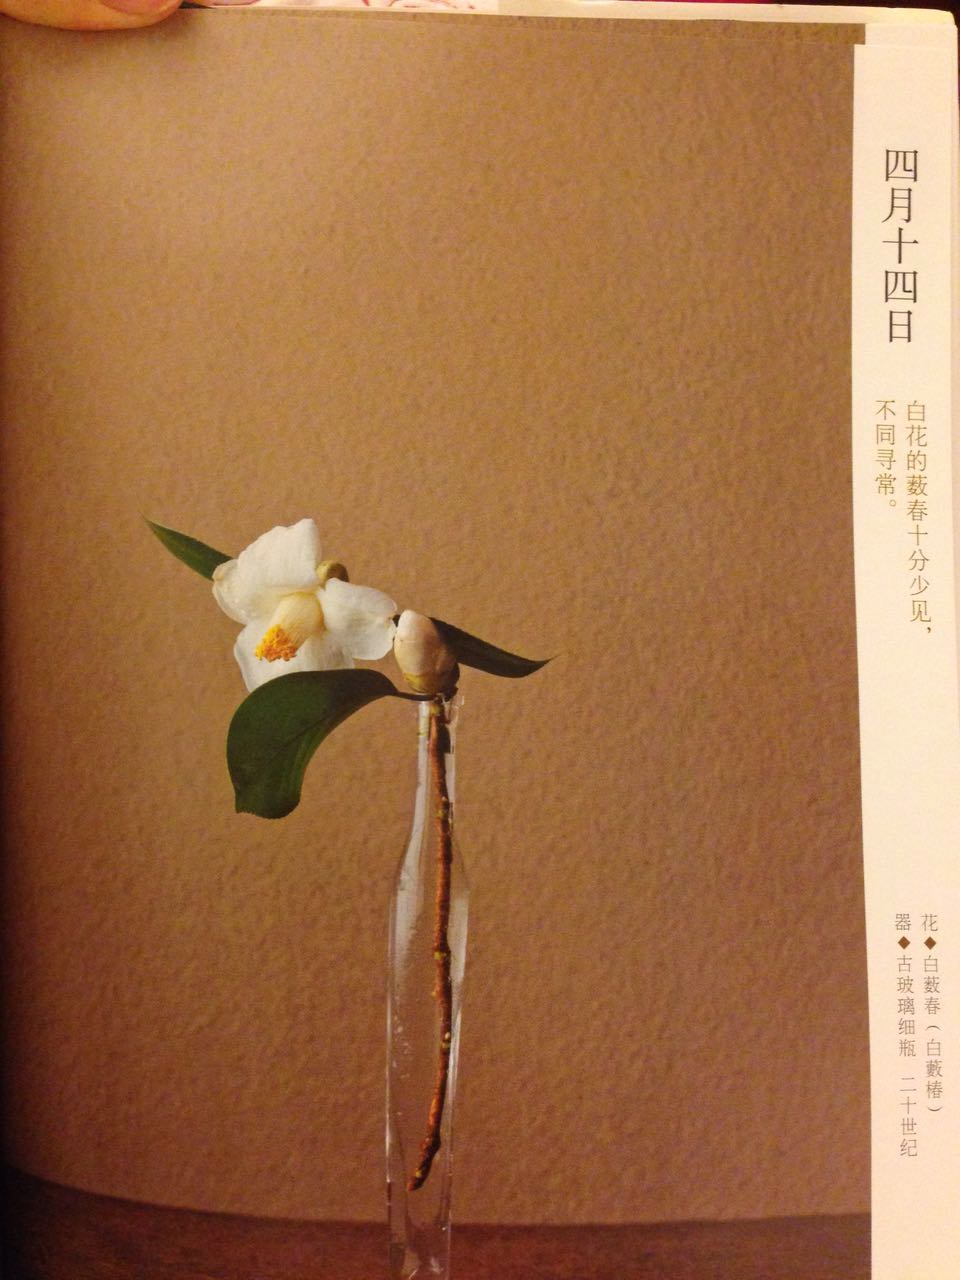 四月十四日
白花的薮春十分少见，
不同寻常。
花◆白薮春（白藪椿）
器◆古玻璃细瓶 二十世纪